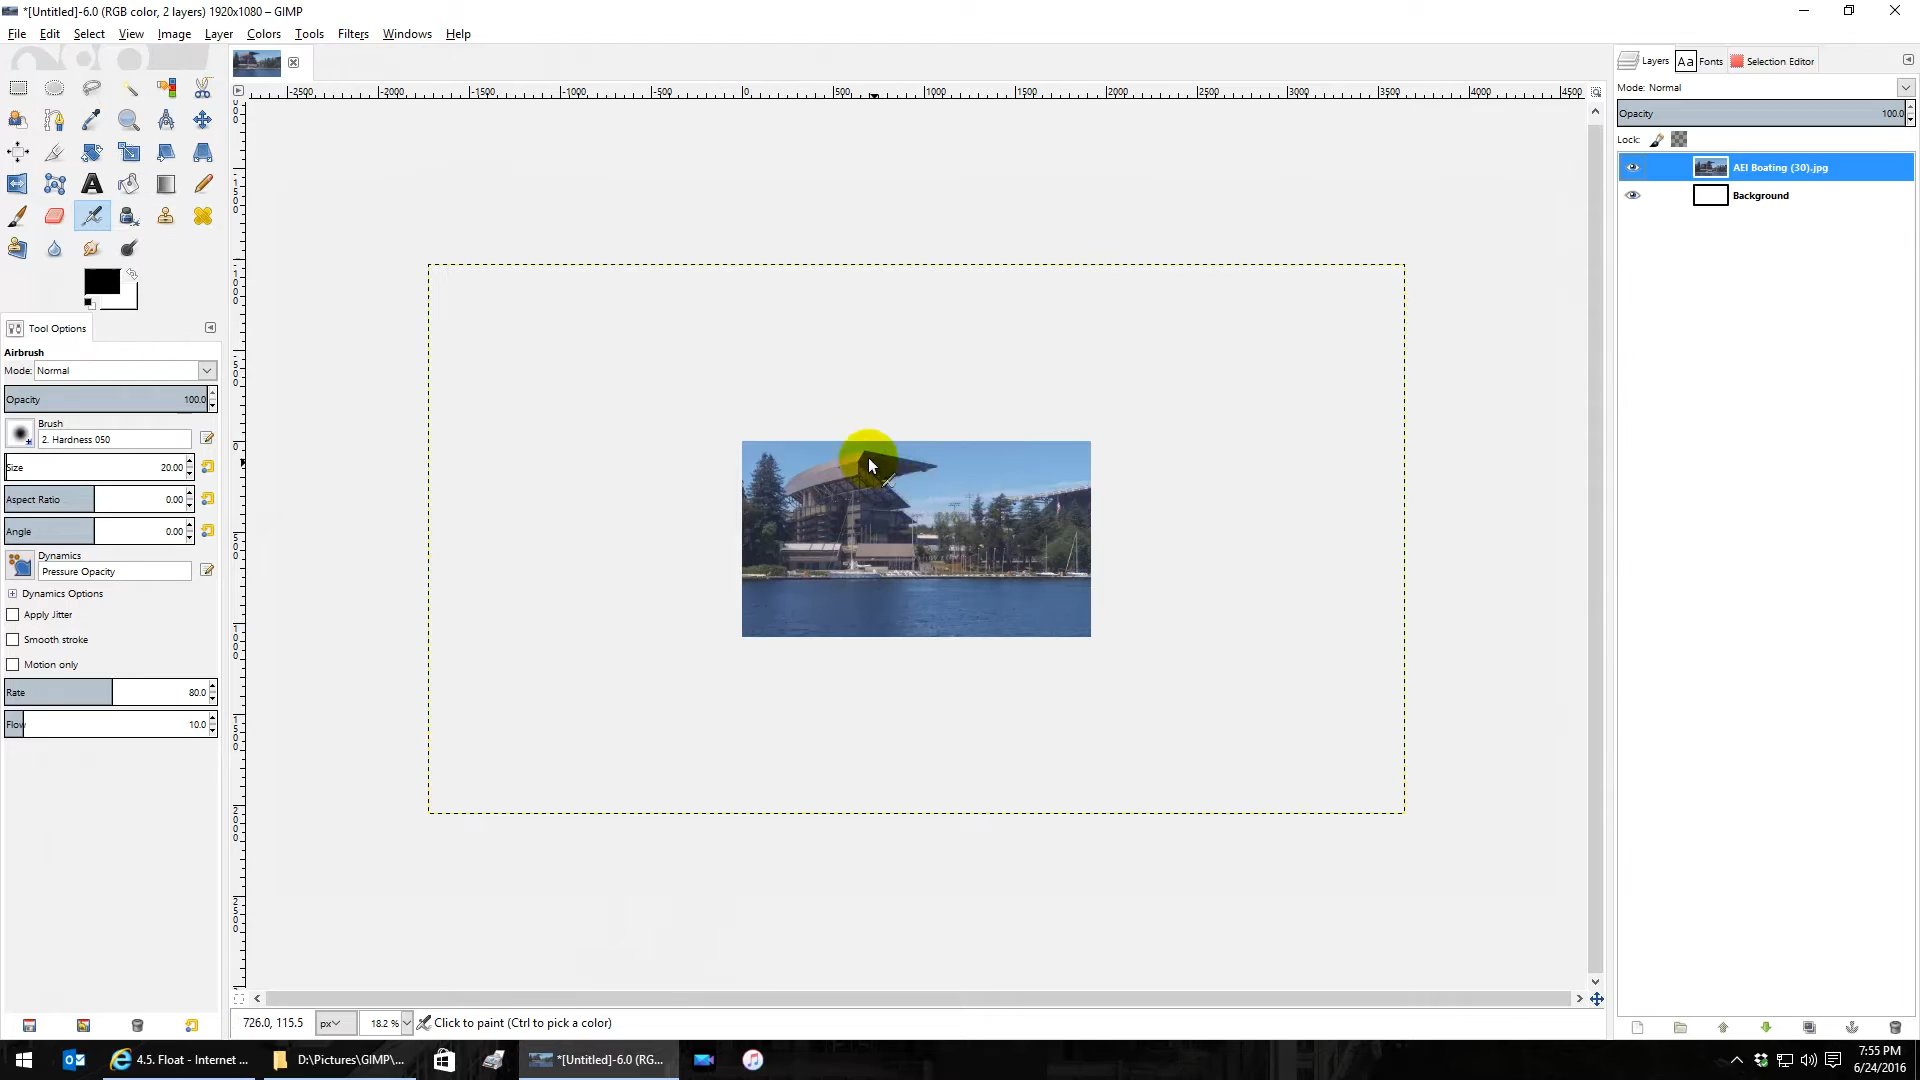 *[Untitled]-6.0 (RGB color, 2 layers) 1920x1080 – GIMP
File Edit Select View Image Layer Colors Tools Filters Windows Help
Layers Aa Fonts Selection Editor
Mode: Normal
Opacity 100.0
Lock:
AEI Boating (30).jpg
Background
-2500 -2000 -1500 -1000 -500 0 500 1000 1500 2000 2500 3000 3500 4000 4500
Tool Options
Airbrush
Mode: Normal
Opacity 100.0
Brush
2. Hardness 050
Size 20.00
Aspect Ratio 0.00
Angle 0.00
Dynamics
Pressure Opacity
Dynamics Options
Apply Jitter
Smooth stroke
Motion only
Rate 80.0
Flow 10.0
726.0, 115.5 px 18.2 % Click to paint (Ctrl to pick a color)
4.5. Float - Internet ... D:\Pictures\GIMP\... *[Untitled]-6.0 (RG...
7:55 PM
6/24/2016